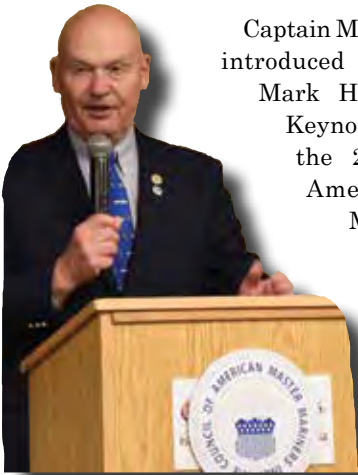 Captain M
introduced
Mark H
Keyno
the 2
Ame
M
COUNCIL OF AMERICAN MASTER MARINERS